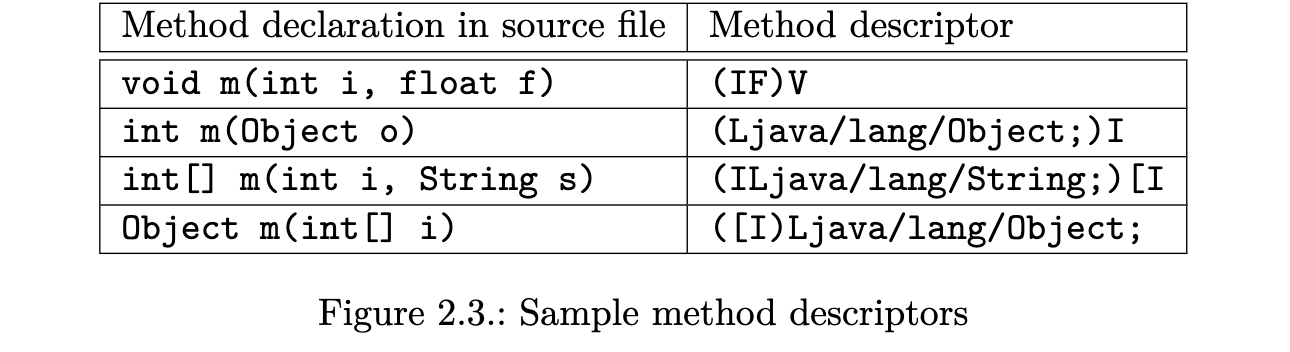 Method declaration in source file Method descriptor
void m(int i, float f) (IF)V
int m(Object o) (Ljava/lang/Object;)I
int[] m(int i, String s) (ILjava/lang/String;)[I
Object m(int[] i) ([I)Ljava/lang/Object;
Figure 2.3.: Sample method descriptors